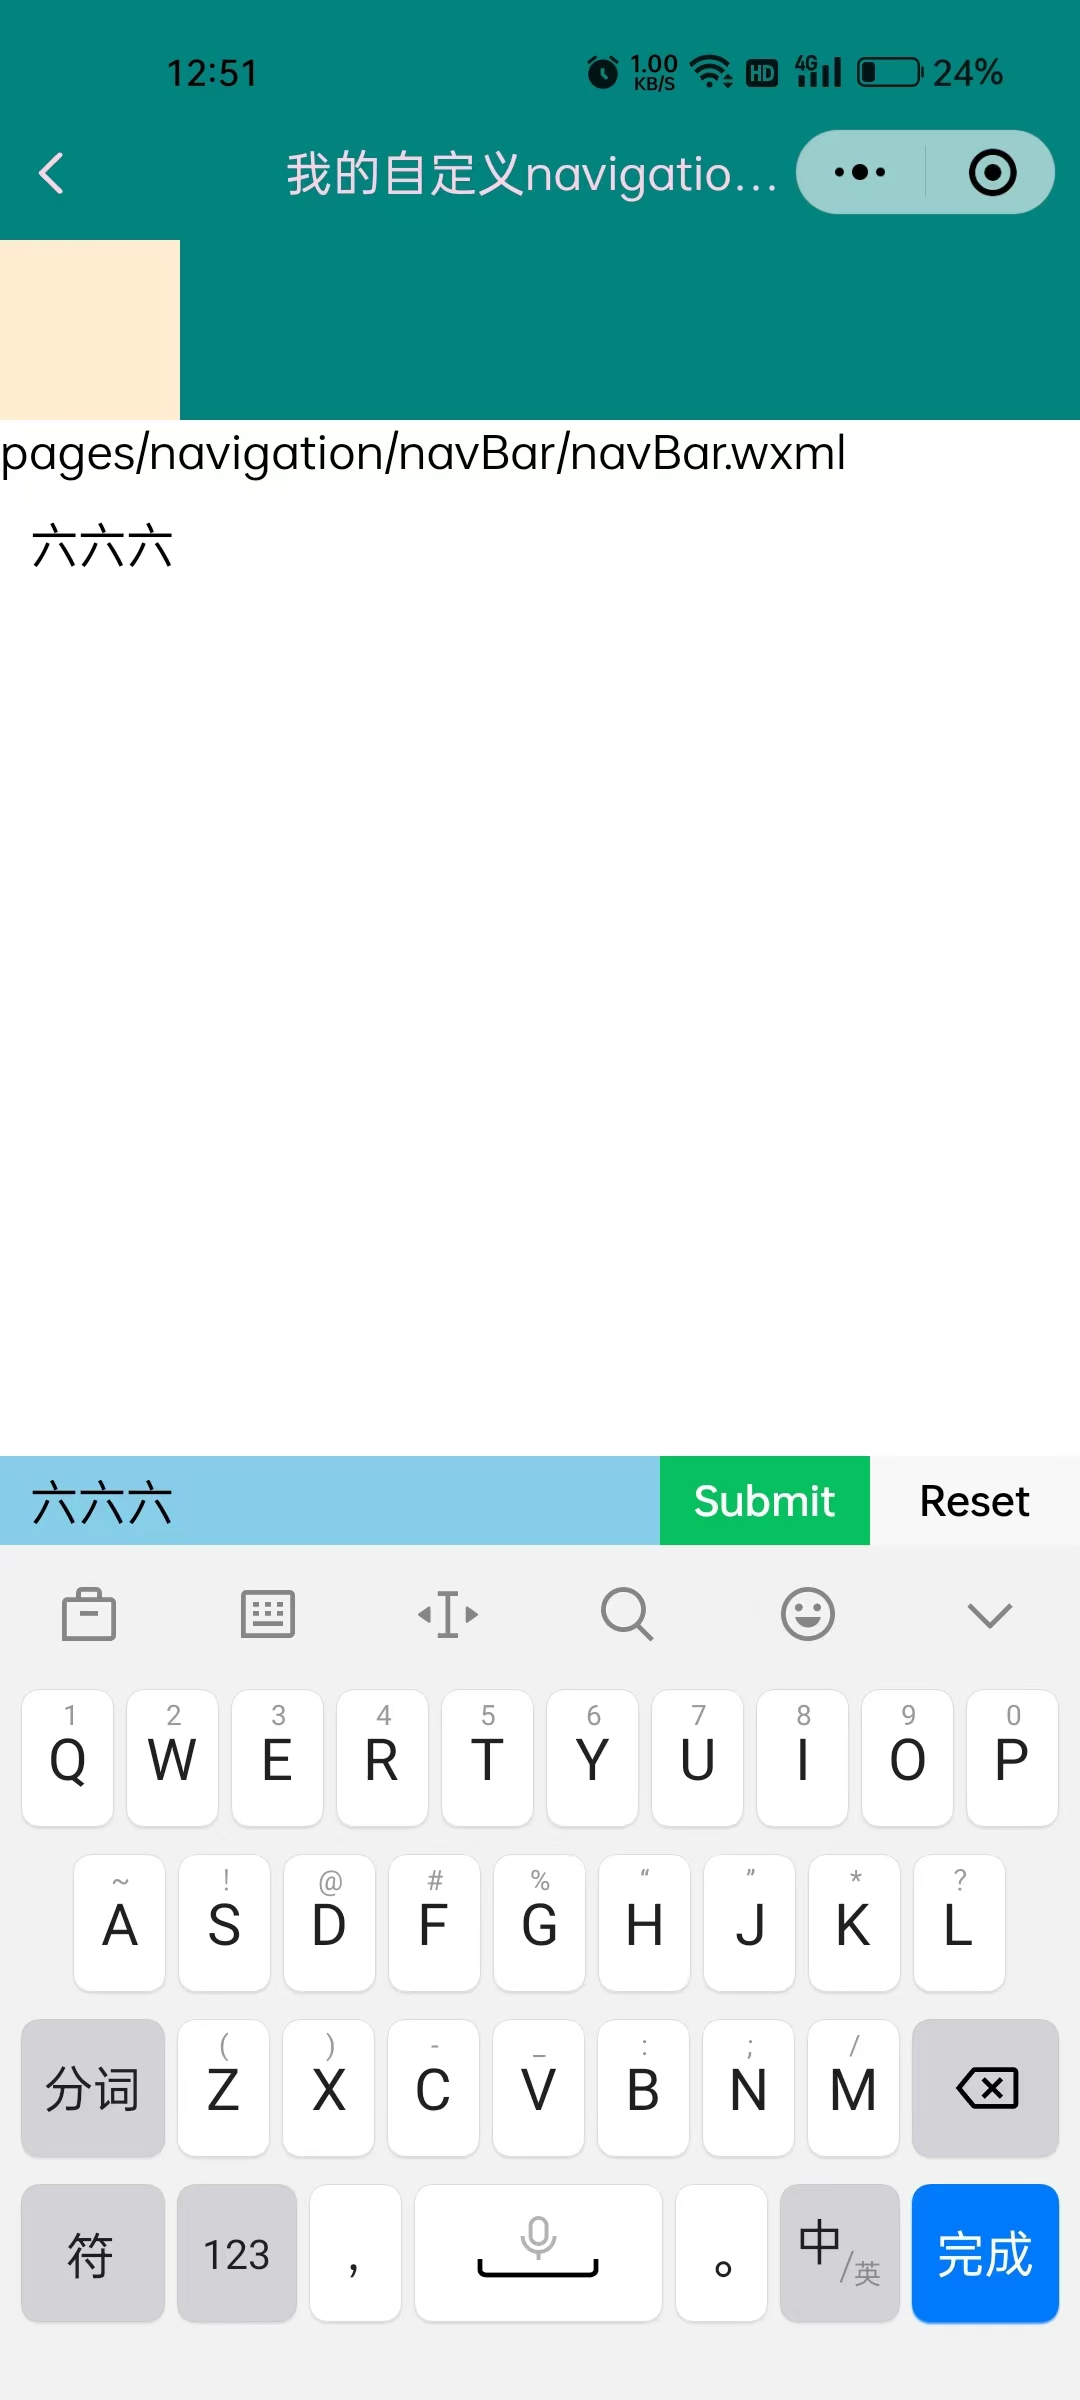 12:51 1.00 KB/S HD 4G 24%
我的自定义navigatio...
pages/navigation/navBar/navBar.wxml
六六六
六六六 Submit Reset
1 2 3 4 5 6 7 8 9 0
Q W E R T Y U I O P
~ ! @ # % “ ” * ?
A S D F G H J K L
( ) - _ : ; /
分词 Z X C V B N M
符 123 , 。 中/英 完成